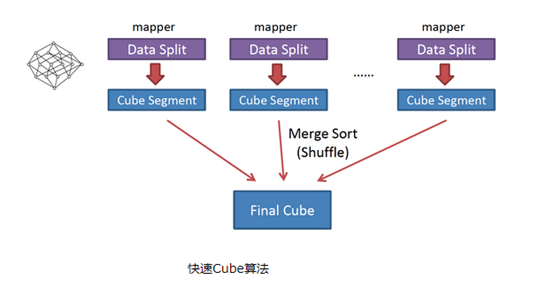 mapper mapper mapper
Data Split Data Split Data Split
......
Cube Segment Cube Segment Cube Segment
Merge Sort
(Shuffle)
Final Cube
快速Cube算法